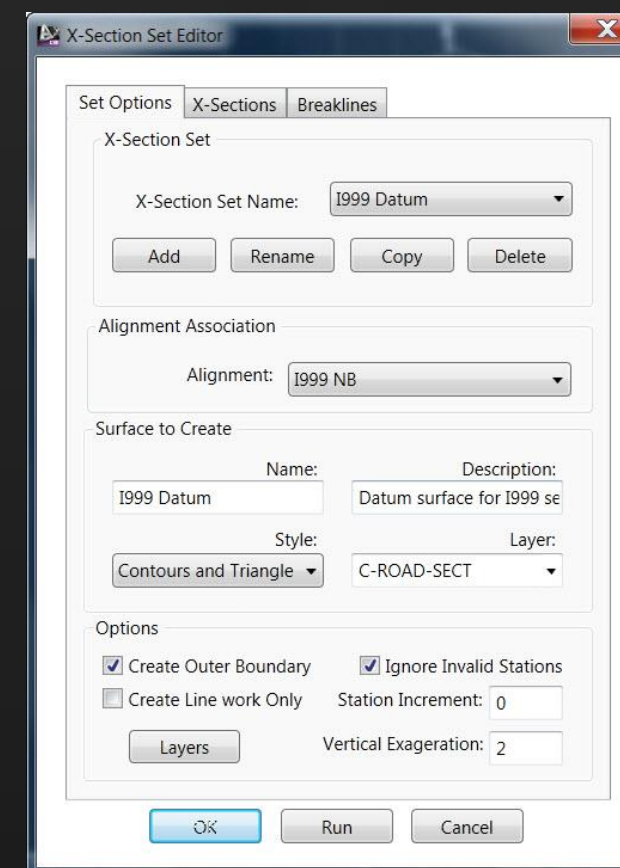 X-Section Set Editor
Set Options X-Sections Breaklines
X-Section Set
X-Section Set Name: I999 Datum
Add Rename Copy Delete
Alignment Association
Alignment: I999 NB
Surface to Create
Name: Description:
I999 Datum Datum surface for I999 se
Style: Layer:
Contours and Triangle C-ROAD-SECT
Options
Create Outer Boundary Ignore Invalid Stations
Create Line work Only Station Increment: 0
Layers Vertical Exageration: 2
OK Run Cancel